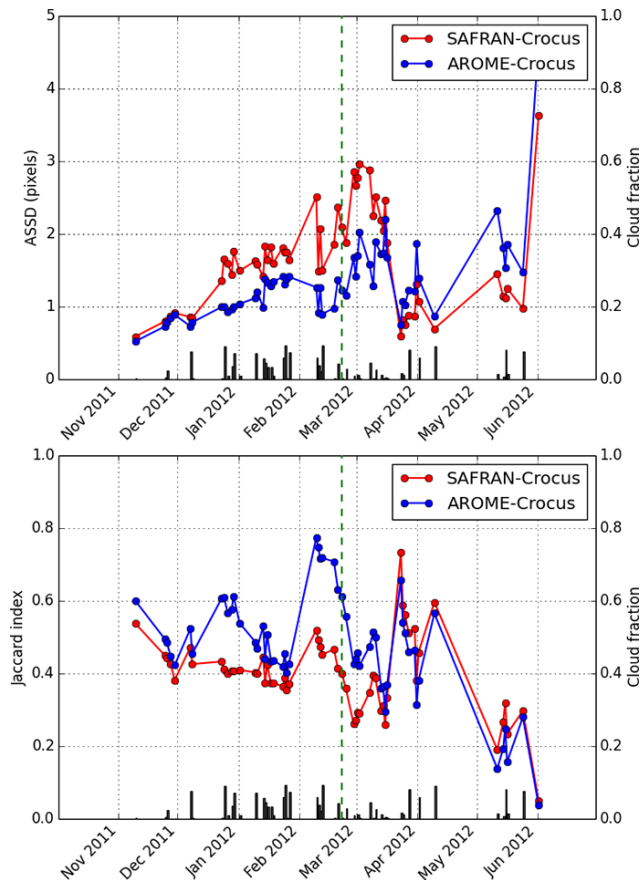 5
4
3
2
1
0
ASSD (pixels)
1.0
0.8
0.6
0.4
0.2
0.0
Cloud fraction
SAFRAN-Crocus
AROME-Crocus
Nov 2011
Dec 2011
Jan 2012
Feb 2012
Mar 2012
Apr 2012
May 2012
Jun 2012
1.0
0.8
0.6
0.4
0.2
0.0
Jaccard index
1.0
0.8
0.6
0.4
0.2
0.0
Cloud fraction
SAFRAN-Crocus
AROME-Crocus
Nov 2011
Dec 2011
Jan 2012
Feb 2012
Mar 2012
Apr 2012
May 2012
Jun 2012